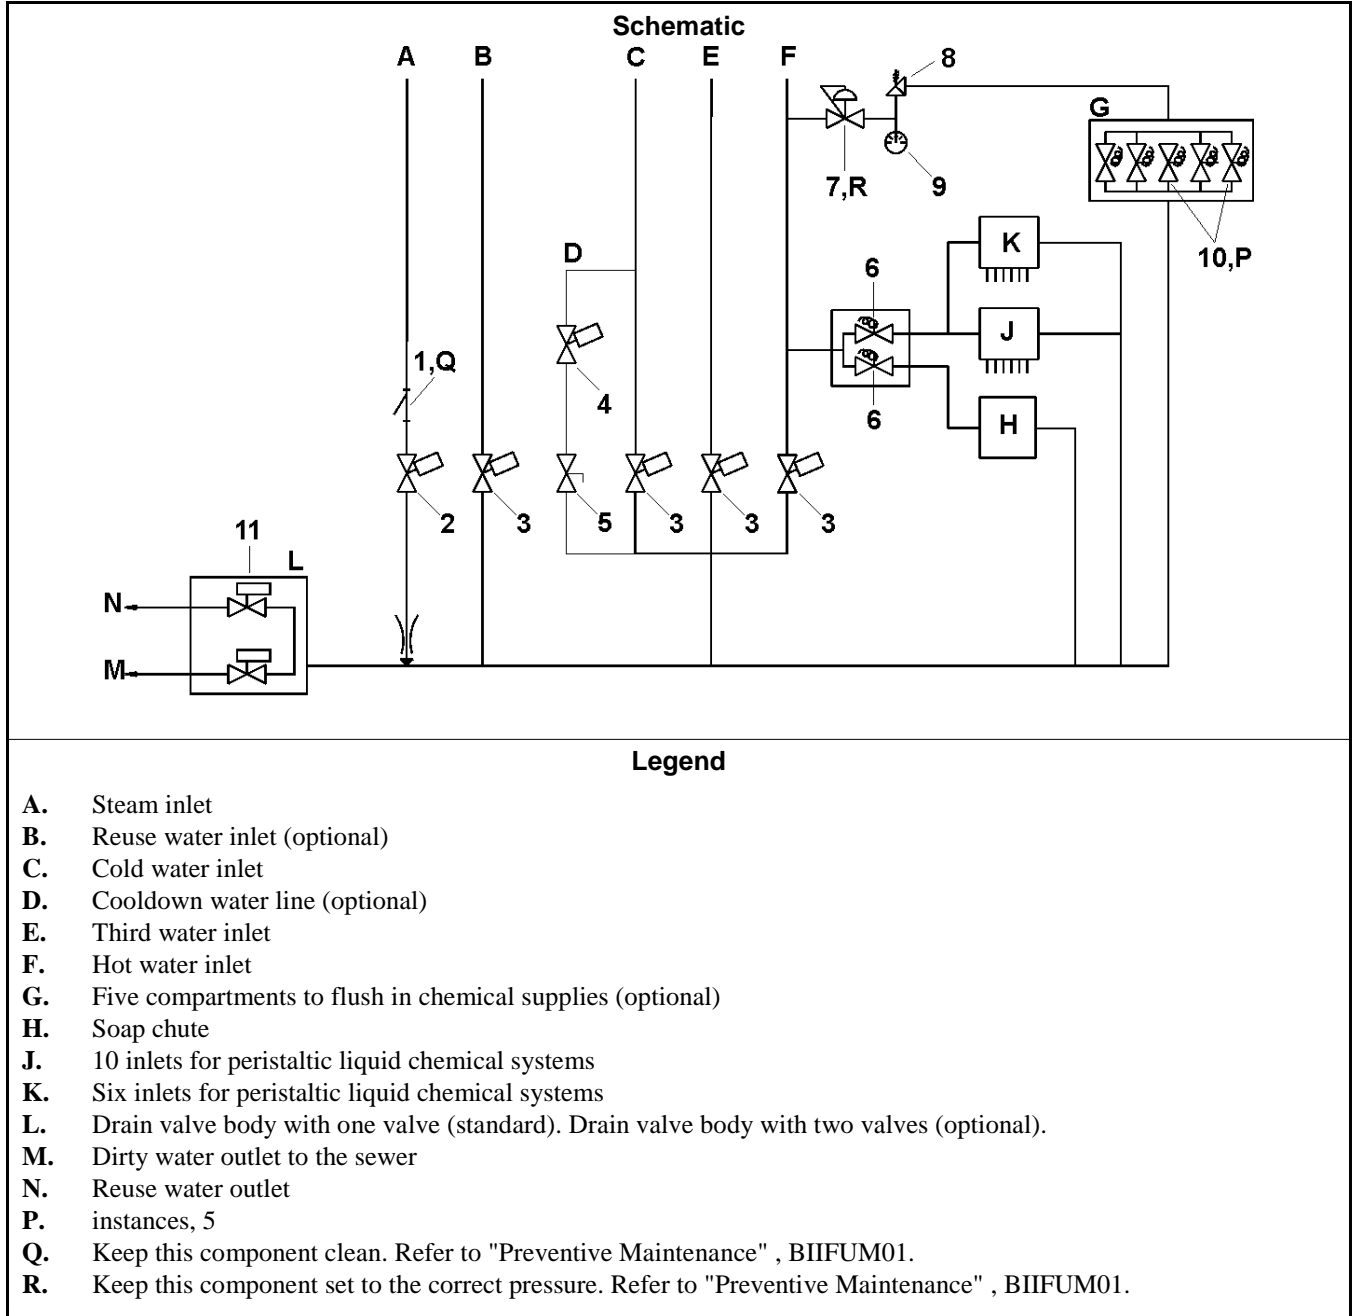 Schematic
A B C E F
8
G
7,R 9
10,P
D
6
K
J
1,Q
4
6
H
2 3 5 3 3 3
11
L
N
M
Legend
A. Steam inlet
B. Reuse water inlet (optional)
C. Cold water inlet
D. Cooldown water line (optional)
E. Third water inlet
F. Hot water inlet
G. Five compartments to flush in chemical supplies (optional)
H. Soap chute
J. 10 inlets for peristaltic liquid chemical systems
K. Six inlets for peristaltic liquid chemical systems
L. Drain valve body with one valve (standard). Drain valve body with two valves (optional).
M. Dirty water outlet to the sewer
N. Reuse water outlet
P. instances, 5
Q. Keep this component clean. Refer to "Preventive Maintenance" , BIIFUM01.
R. Keep this component set to the correct pressure. Refer to "Preventive Maintenance" , BIIFUM01.